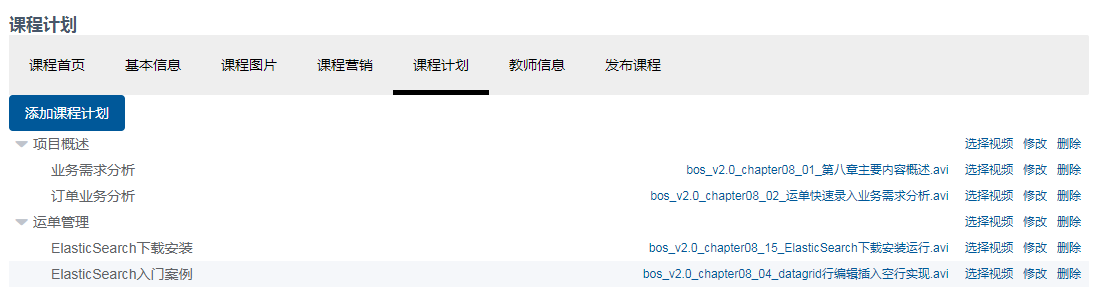 课程计划
课程首页 基本信息 课程图片 课程营销 课程计划 教师信息 发布课程
添加课程计划
项目概述 选择视频 修改 删除
业务需求分析 bos_v2.0_chapter08_01_第八章主要内容概述.avi 选择视频 修改 删除
订单业务分析 bos_v2.0_chapter08_02_运单快速录入业务需求分析.avi 选择视频 修改 删除
运单管理 选择视频 修改 删除
ElasticSearch下载安装 bos_v2.0_chapter08_15_ElasticSearch下载安装运行.avi 选择视频 修改 删除
ElasticSearch入门案例 bos_v2.0_chapter08_04_datagrid行编辑插入空行实现.avi 选择视频 修改 删除